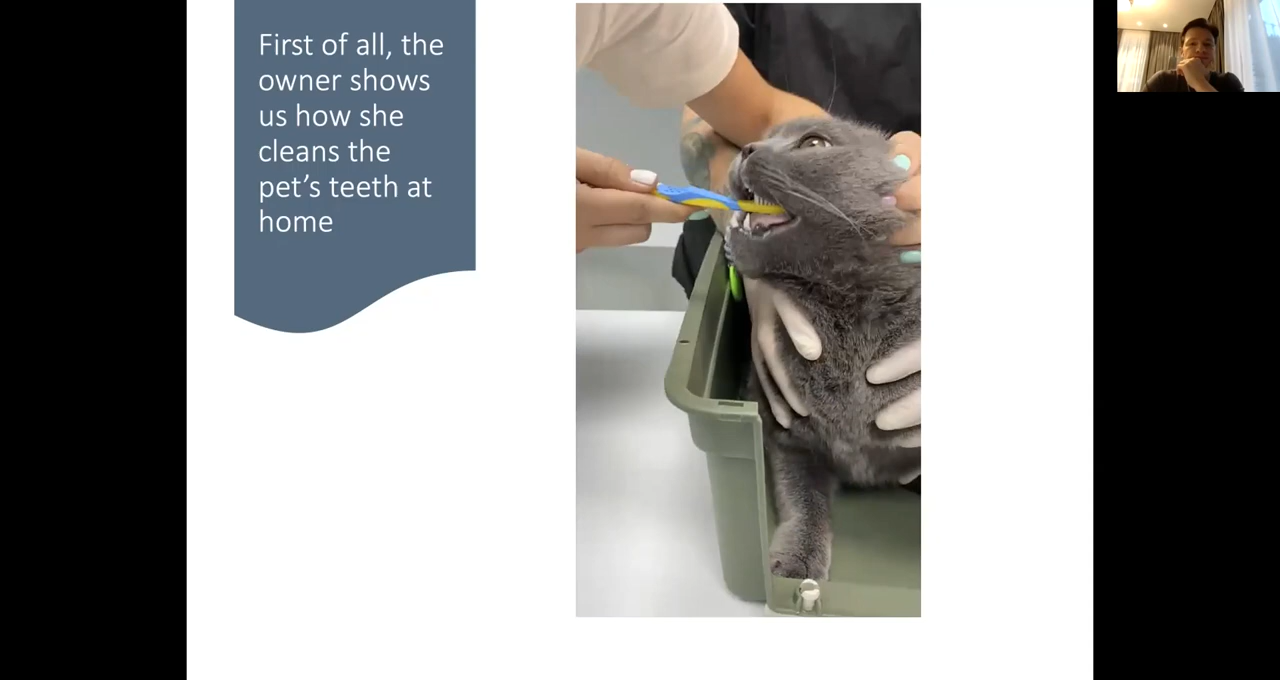 First of all, the
owner shows
us how she
cleans the
pet's teeth at
home